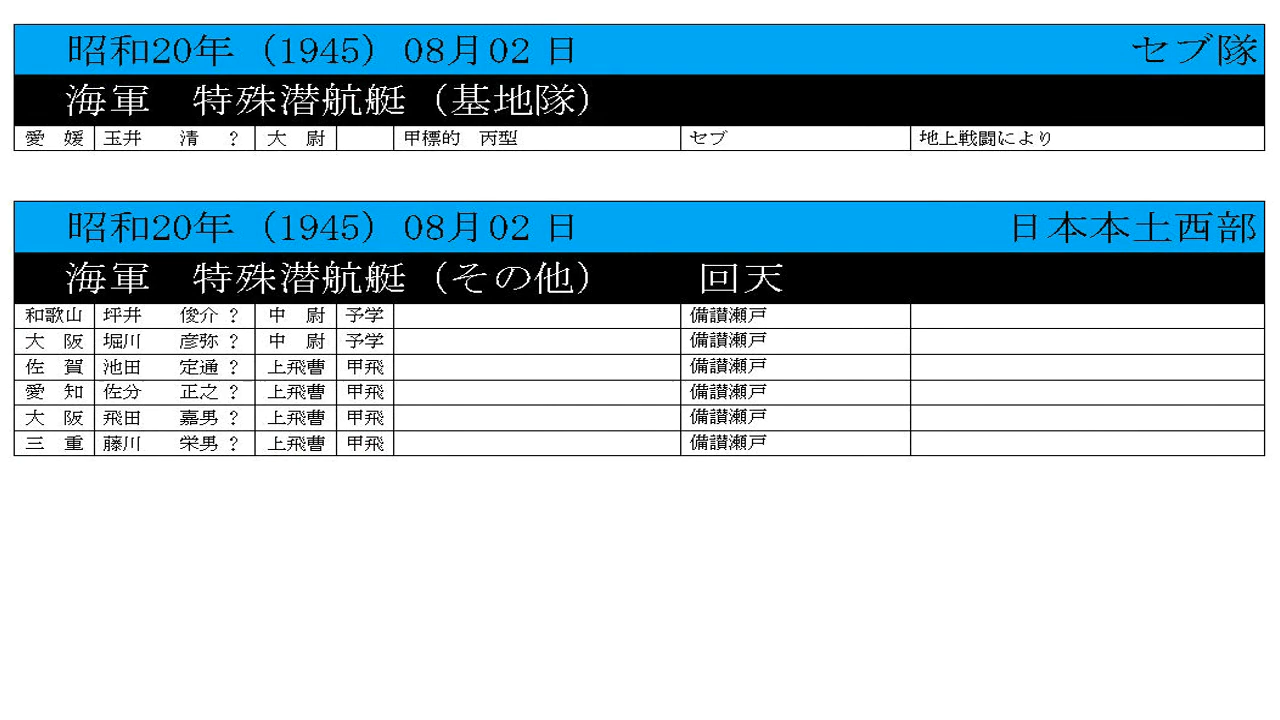 昭和20年（1945）08月02 日 セブ隊
海軍　特殊潜航艇（基地隊）
愛　媛 玉井　　清　？ 大　尉 甲標的　丙型 セブ 地上戦闘により
昭和20年（1945）08月02 日 日本本土西部
海軍　特殊潜航艇（その他）　　回天
和歌山 坪井　　俊介 ？ 中　尉 予学 備讃瀬戸
大　阪 堀川　　彦弥 ？ 中　尉 予学 備讃瀬戸
佐　賀 池田　　定通 ？ 上飛曹 甲飛 備讃瀬戸
愛　知 佐分　　正之 ？ 上飛曹 甲飛 備讃瀬戸
大　阪 飛田　　嘉男 ？ 上飛曹 甲飛 備讃瀬戸
三　重 藤川　　栄男 ？ 上飛曹 甲飛 備讃瀬戸